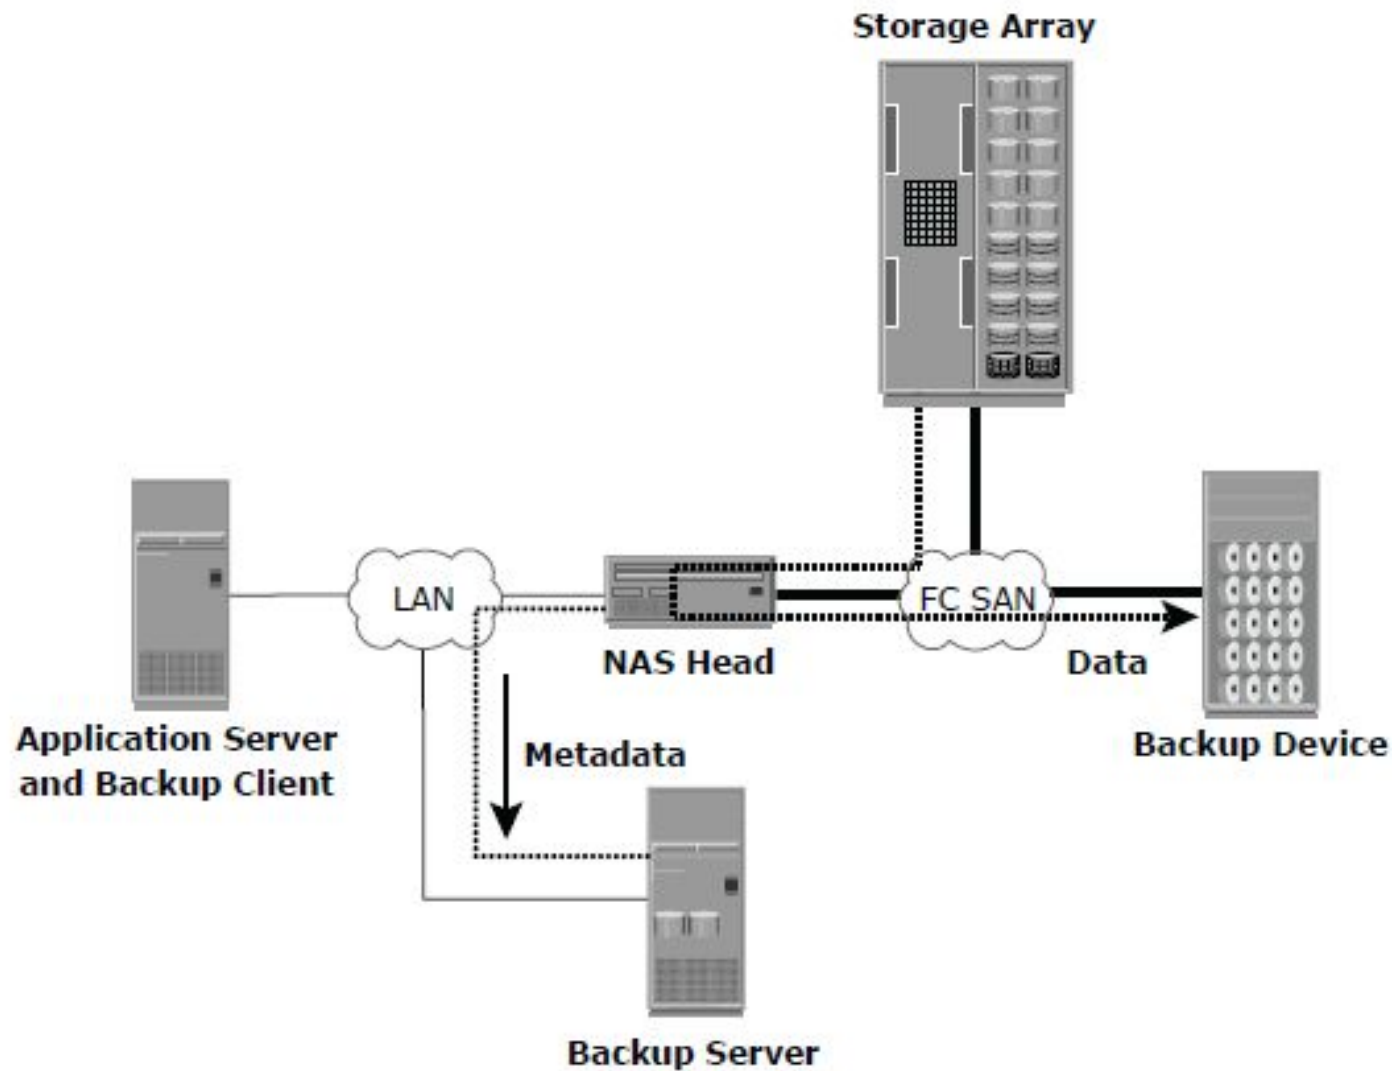 Storage Array
LAN
FC SAN
NAS Head
Data
Application Server
and Backup Client
Metadata
Backup Device
Backup Server